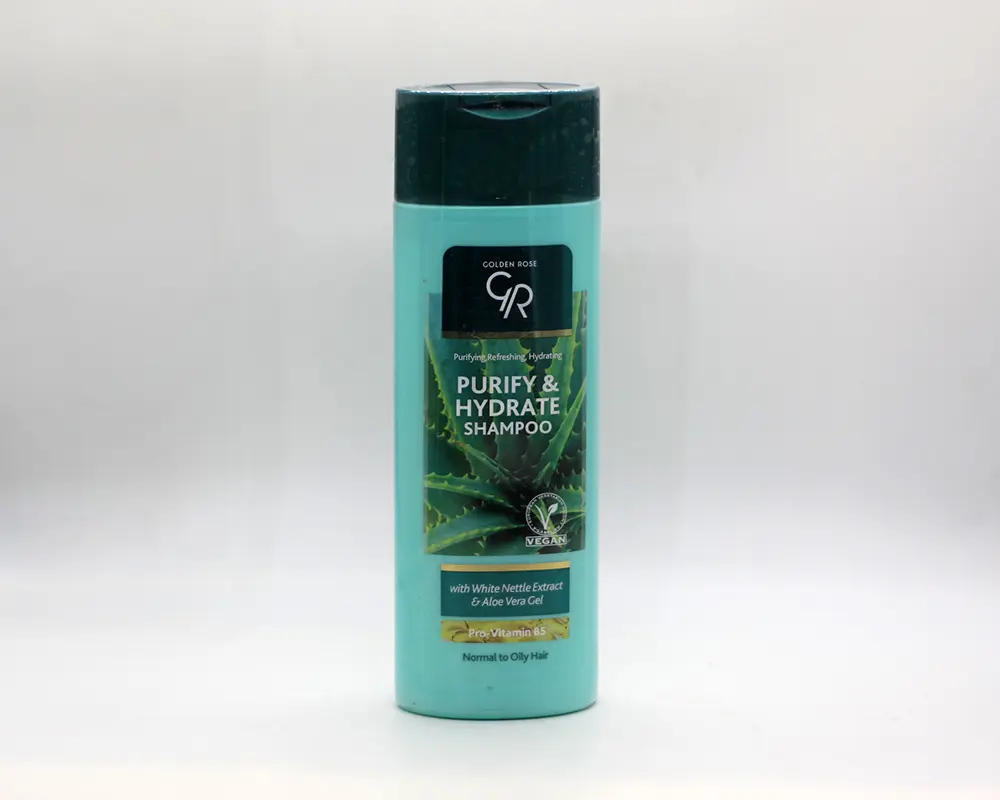 GOLDEN ROSE
GR
Purifying, Refreshing, Hydrating
PURIFY &
HYDRATE
SHAMPOO
VEGAN
with White Nettle Extract
& Aloe Vera Gel
Pro-Vitamin B5
Normal to Oily Hair